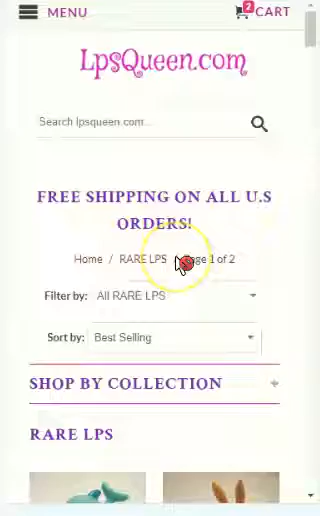 MENU
2
CART
LpsQueen.com
Search lpsqueen.com...
FREE SHIPPING ON ALL U.S
ORDERS!
Home / RARE LPS / Page 1 of 2
Filter by: All RARE LPS
Sort by: Best Selling
SHOP BY COLLECTION +
RARE LPS